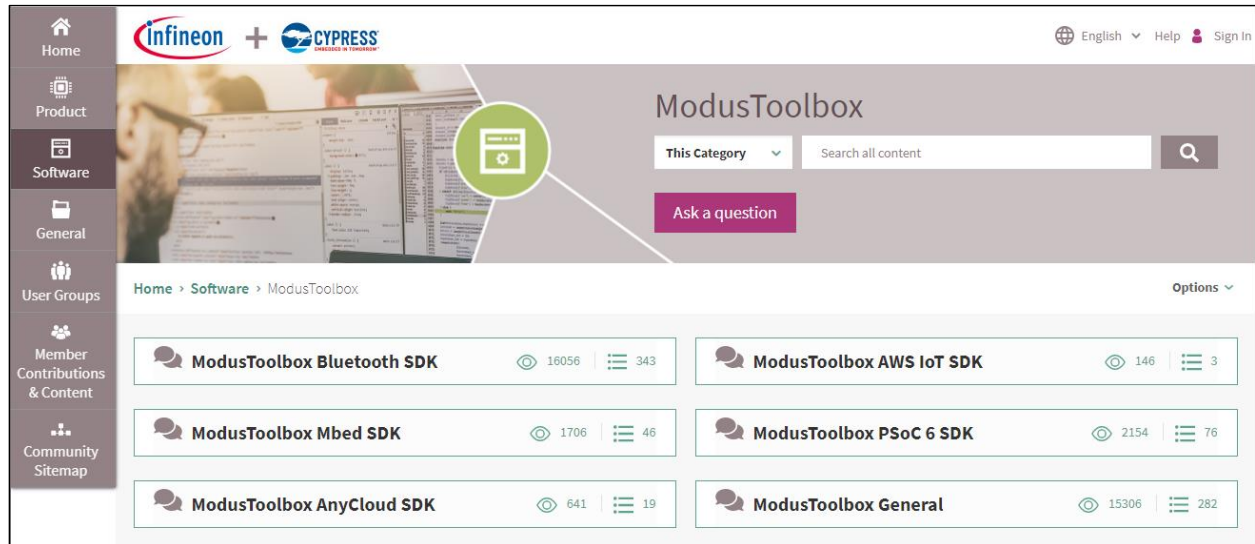 Home
Product
Software
General
User Groups
Member
Contributions
& Content
Community
Sitemap
infineon + CYPRESS
EMBEDDED IN TOMORROW
English Help Sign In
ModusToolbox
This Category Search all content
Ask a question
Home › Software › ModusToolbox Options
ModusToolbox Bluetooth SDK 16056 343
ModusToolbox AWS IoT SDK 146 3
ModusToolbox Mbed SDK 1706 46
ModusToolbox PSoC 6 SDK 2154 76
ModusToolbox AnyCloud SDK 641 19
ModusToolbox General 15306 282